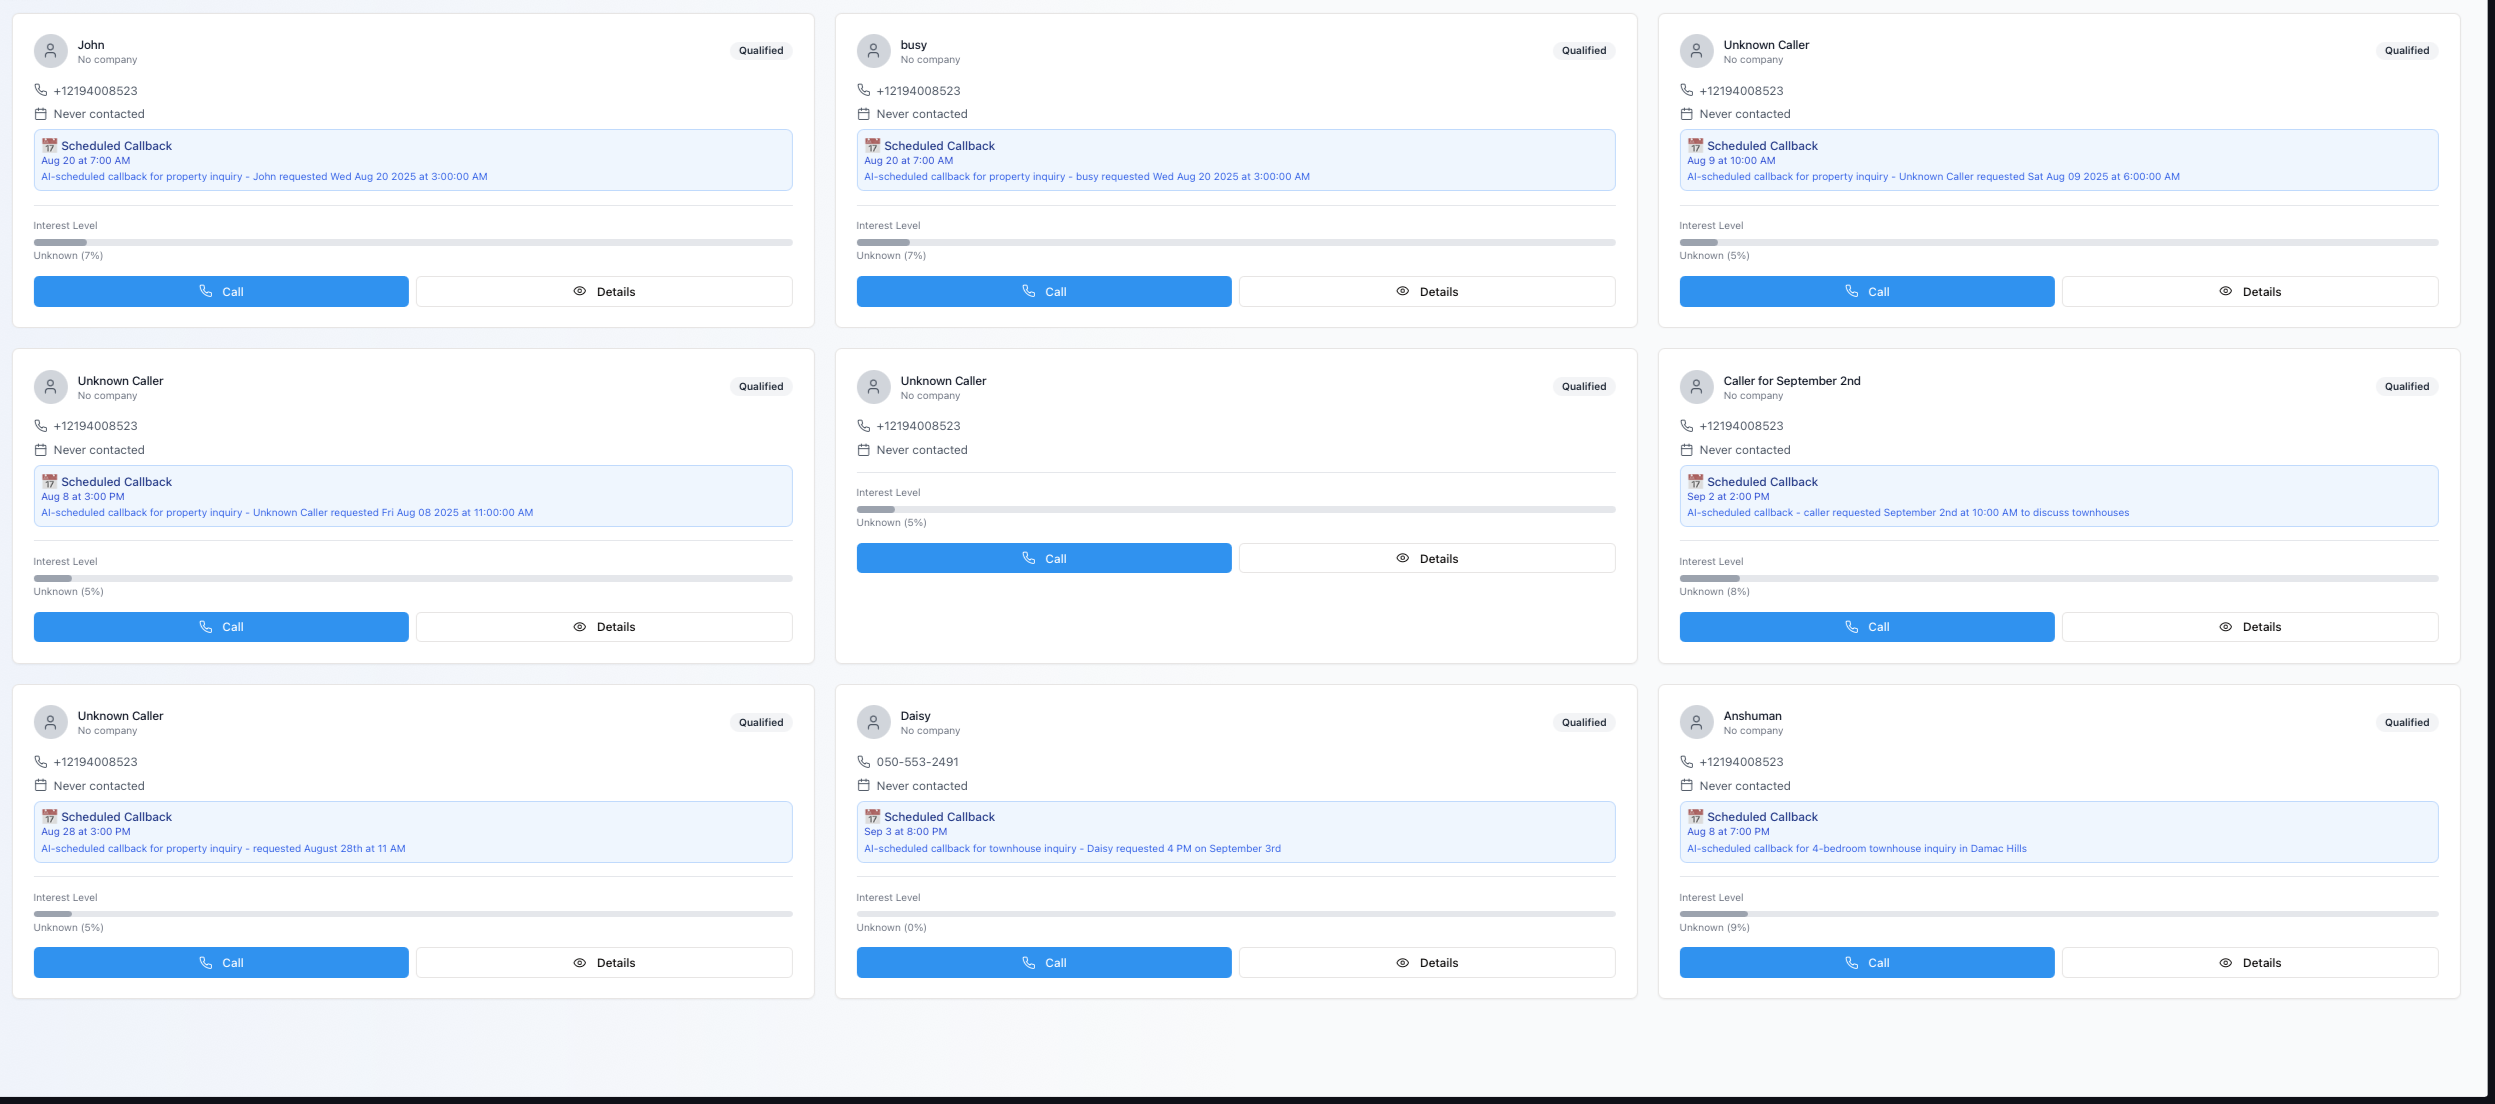 John
No company
Qualified
+12194008523
Never contacted
Scheduled Callback
Aug 20 at 7:00 AM
AI-scheduled callback for property inquiry - John requested Wed Aug 20 2025 at 3:00:00 AM
Interest Level
Unknown (7%)
Call
Details
busy
No company
Qualified
+12194008523
Never contacted
Scheduled Callback
Aug 20 at 7:00 AM
AI-scheduled callback for property inquiry - busy requested Wed Aug 20 2025 at 3:00:00 AM
Interest Level
Unknown (7%)
Call
Details
Unknown Caller
No company
Qualified
+12194008523
Never contacted
Scheduled Callback
Aug 9 at 10:00 AM
AI-scheduled callback for property inquiry - Unknown Caller requested Sat Aug 09 2025 at 6:00:00 AM
Interest Level
Unknown (5%)
Call
Details
Unknown Caller
No company
Qualified
+12194008523
Never contacted
Scheduled Callback
Aug 8 at 3:00 PM
AI-scheduled callback for property inquiry - Unknown Caller requested Fri Aug 08 2025 at 11:00:00 AM
Interest Level
Unknown (5%)
Call
Details
Unknown Caller
No company
Qualified
+12194008523
Never contacted
Interest Level
Unknown (5%)
Call
Details
Caller for September 2nd
No company
Qualified
+12194008523
Never contacted
Scheduled Callback
Sep 2 at 2:00 PM
AI-scheduled callback - caller requested September 2nd at 10:00 AM to discuss townhouses
Interest Level
Unknown (8%)
Call
Details
Unknown Caller
No company
Qualified
+12194008523
Never contacted
Scheduled Callback
Aug 28 at 3:00 PM
AI-scheduled callback for property inquiry - requested August 28th at 11 AM
Interest Level
Unknown (5%)
Call
Details
Daisy
No company
Qualified
050-553-2491
Never contacted
Scheduled Callback
Sep 3 at 8:00 PM
AI-scheduled callback for townhouse inquiry - Daisy requested 4 PM on September 3rd
Interest Level
Unknown (0%)
Call
Details
Anshuman
No company
Qualified
+12194008523
Never contacted
Scheduled Callback
Aug 8 at 7:00 PM
AI-scheduled callback for 4-bedroom townhouse inquiry in Damac Hills
Interest Level
Unknown (9%)
Call
Details